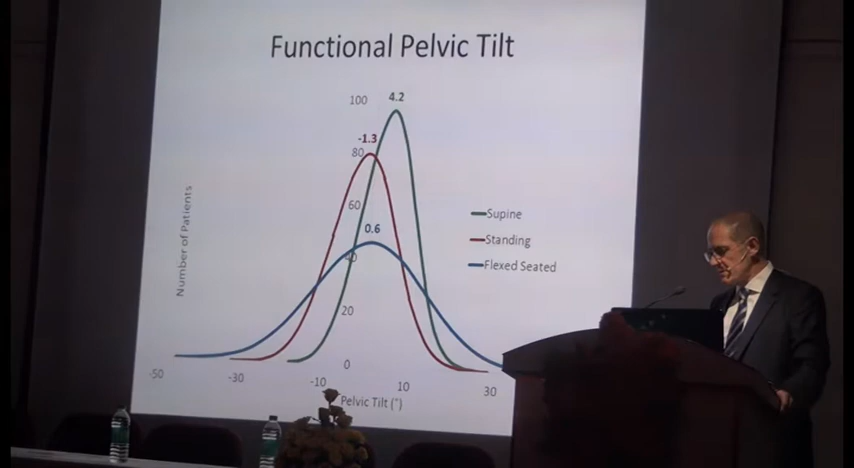 Functional Pelvic Tilt
100
4.2
-1.3
80
60
0.6
40
20
0
-50
-30
-10
10
30
Number of Patients
Pelvic Tilt (°)
Supine
Standing
Flexed Seated